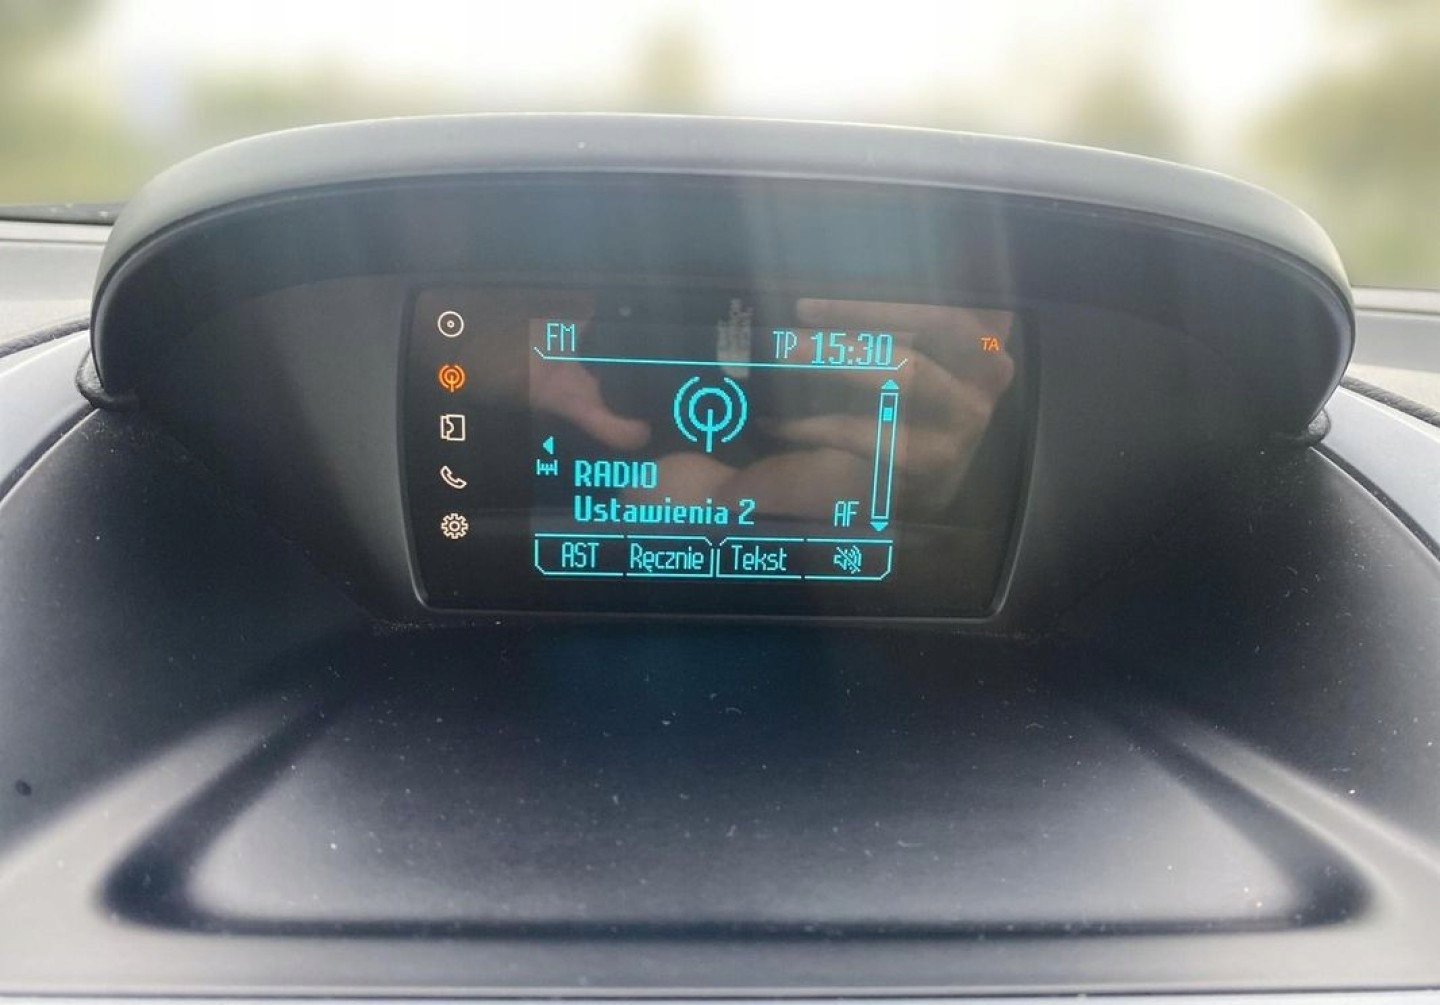 FM TP 15:30 TA
RADIO
Ustawienia 2 AF
AST Ręcznie Tekst